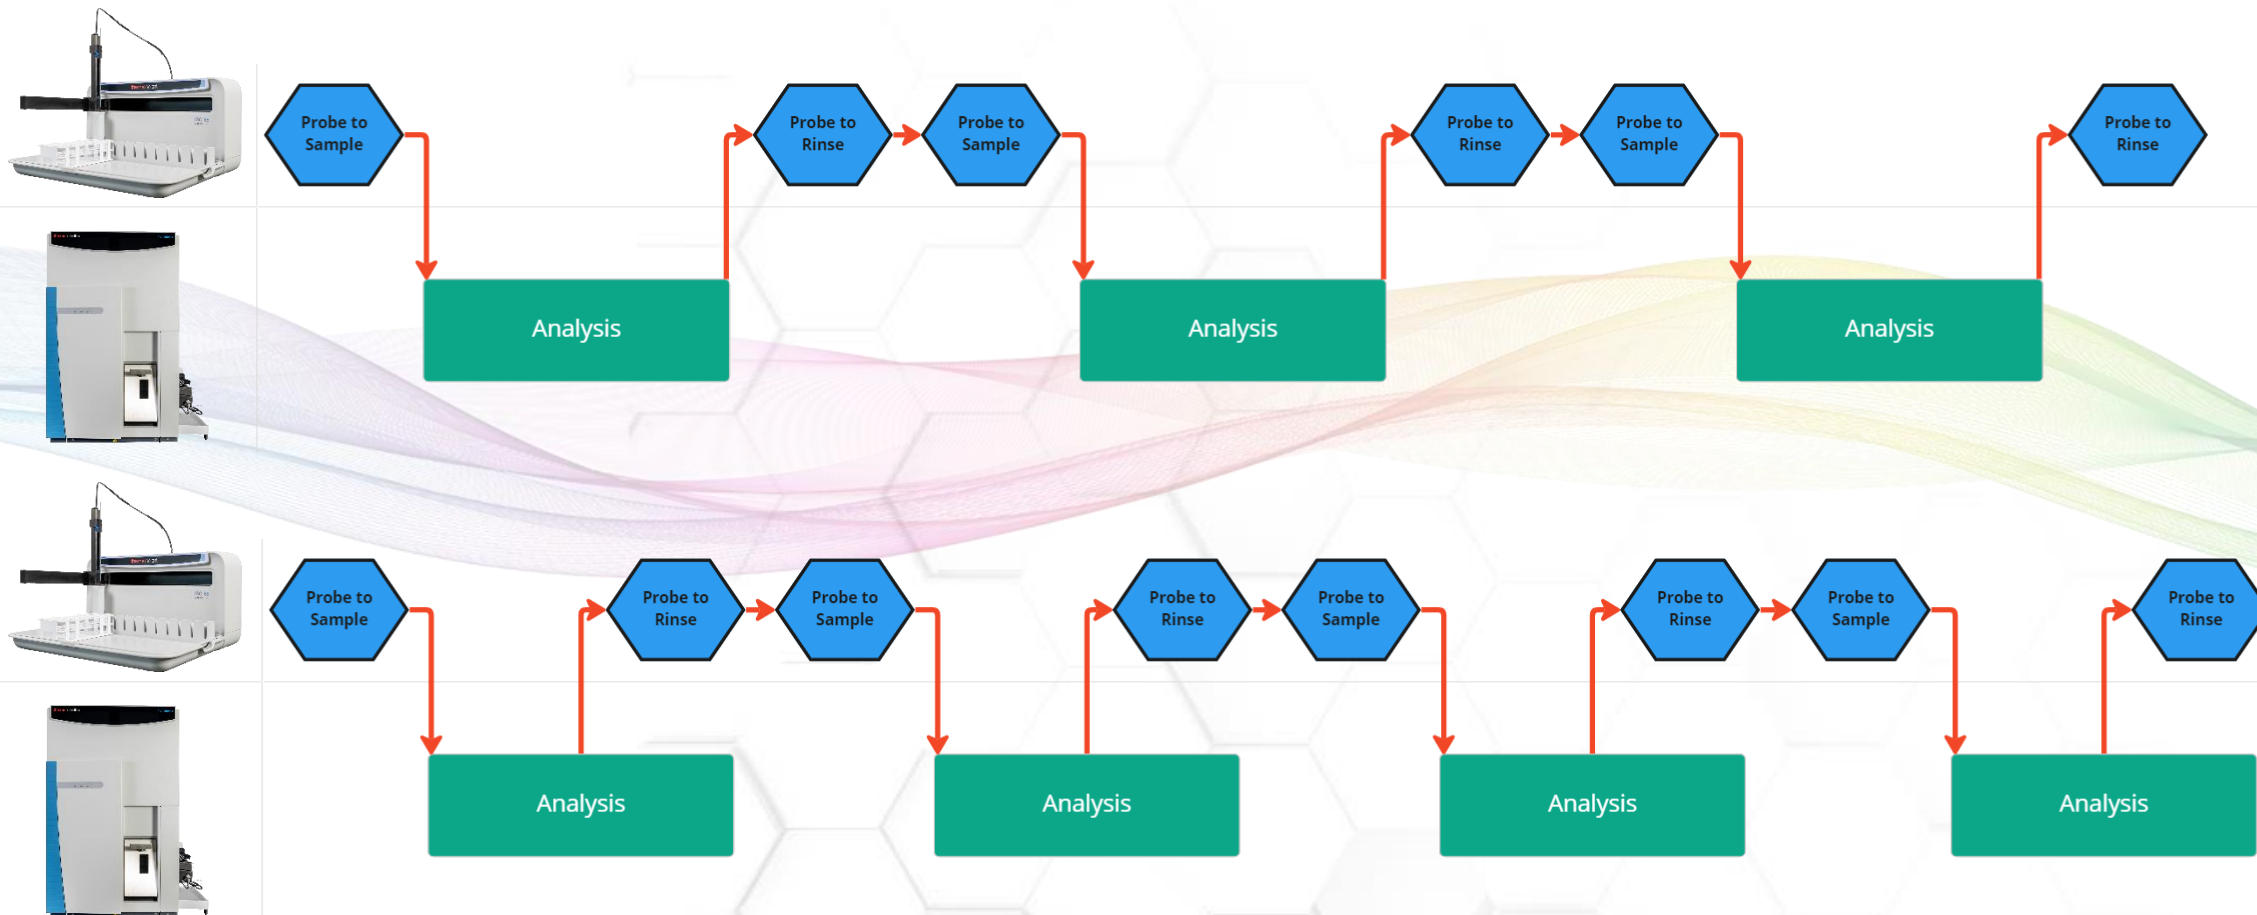 Probe to
Sample
Probe to
Rinse
Probe to
Sample
Probe to
Rinse
Probe to
Sample
Probe to
Rinse
Analysis
Analysis
Analysis
Probe to
Sample
Probe to
Rinse
Probe to
Sample
Probe to
Rinse
Probe to
Sample
Probe to
Rinse
Probe to
Sample
Probe to
Rinse
Analysis
Analysis
Analysis
Analysis